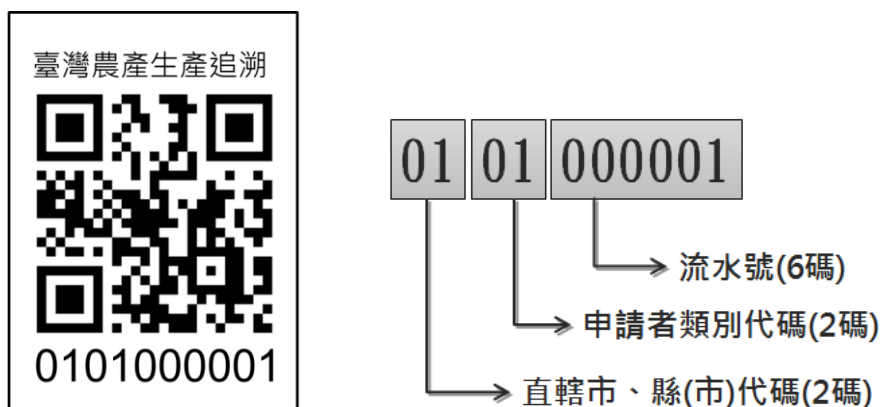 臺灣農產生產追溯
0101000001
01 01 000001
流水號(6碼)
申請者類別代碼(2碼)
直轄市、縣(市)代碼(2碼)